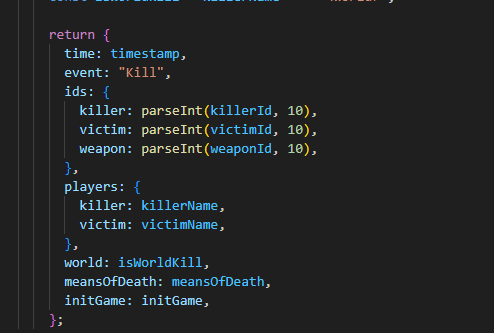 return {
time: timestamp,
event: "Kill",
ids: {
killer: parseInt(killerId, 10),
victim: parseInt(victimId, 10),
weapon: parseInt(weaponId, 10),
},
players: {
killer: killerName,
victim: victimName,
},
world: isWorldKill,
meansOfDeath: meansOfDeath,
initGame: initGame,
};